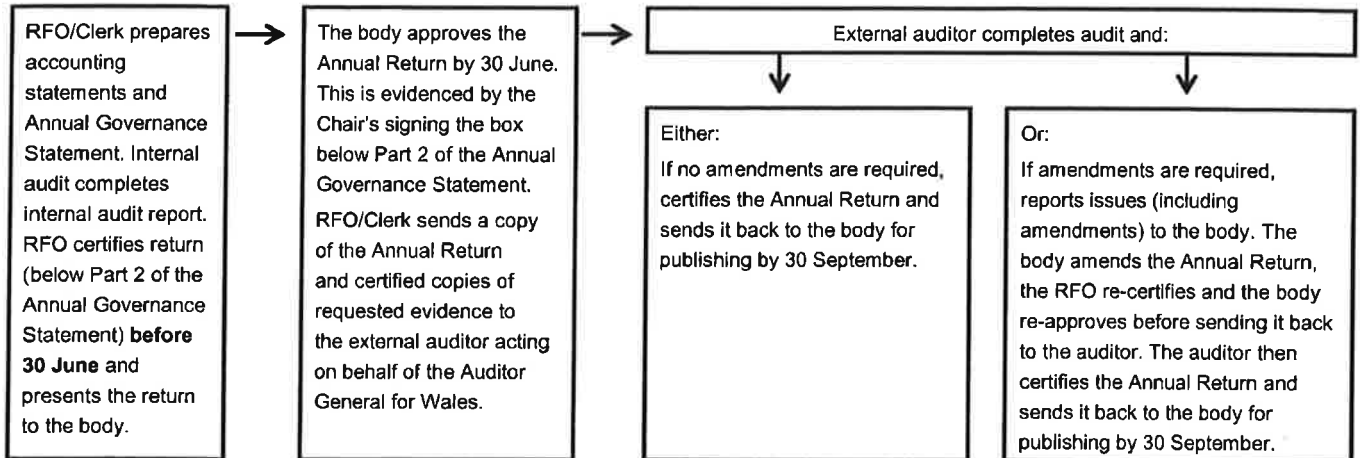 RFO/Clerk prepares
accounting
statements and
Annual Governance
Statement. Internal
audit completes
internal audit report.
RFO certifies return
(below Part 2 of the
Annual Governance
Statement) before
30 June and
presents the return
to the body.
The body approves the
Annual Return by 30 June.
This is evidenced by the
Chair's signing the box
below Part 2 of the Annual
Governance Statement.
RFO/Clerk sends a copy
of the Annual Return
and certified copies of
requested evidence to
the external auditor acting
on behalf of the Auditor
General for Wales.
External auditor completes audit and:
Either:
If no amendments are required,
certifies the Annual Return and
sends it back to the body for
publishing by 30 September.
Or:
If amendments are required,
reports issues (including
amendments) to the body. The
body amends the Annual Return,
the RFO re-certifies and the body
re-approves before sending it back
to the auditor. The auditor then
certifies the Annual Return and
sends it back to the body for
publishing by 30 September.